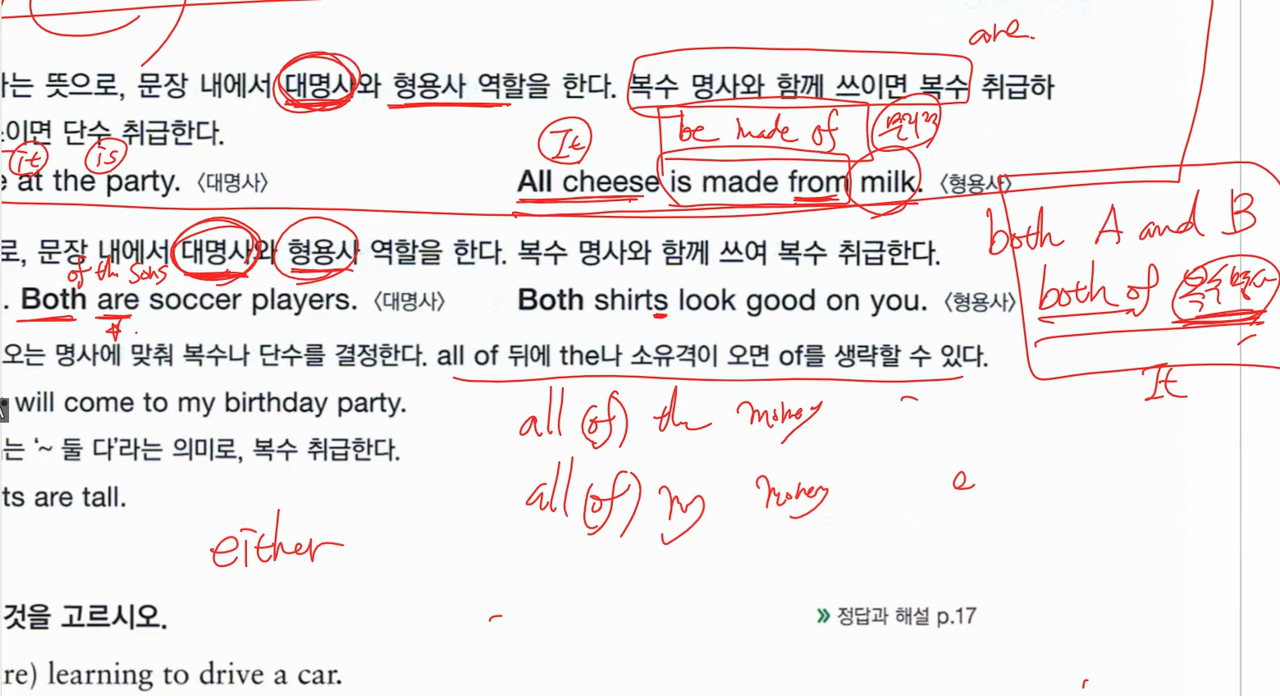 are.
하는 뜻으로, 문장 내에서 대명사와 형용사 역할을 한다. 복수 명사와 함께 쓰이면 복수 취급하
쓰이면 단수 취급한다.
be made of
It
it is
at the party. 〈대명사〉 All cheese is made from milk. 〈형용사〉
both A and B
로, 문장 내에서 대명사와 형용사 역할을 한다. 복수 명사와 함께 쓰여 복수 취급한다.
of the sons
both of 복수명사
. Both are soccer players. 〈대명사〉 Both shirts look good on you. 〈형용사〉
오는 명사에 맞춰 복수나 단수를 결정한다. all of 뒤에 the나 소유격이 오면 of를 생략할 수 있다.
It
will come to my birthday party.
all (of) the money
는 ‘~ 둘 다’라는 의미로, 복수 취급한다.
ts are tall.
all (of) my money
either
것을 고르시오.
» 정답과 해설 p.17
re) learning to drive a car.